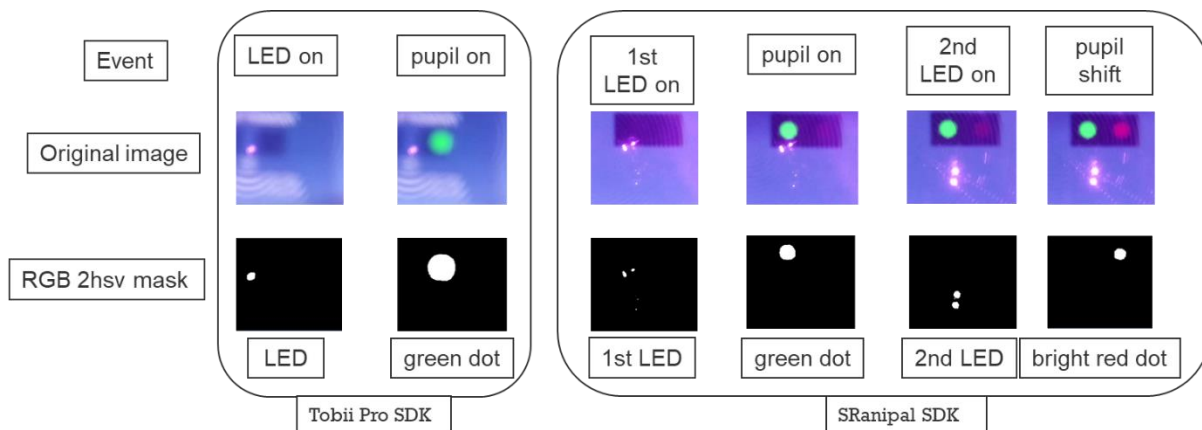 Event
LED on
pupil on
1st
LED on
pupil on
2nd
LED on
pupil
shift
Original image
RGB 2hsv mask
LED
green dot
1st LED
green dot
2nd LED
bright red dot
Tobii Pro SDK
SRanipal SDK